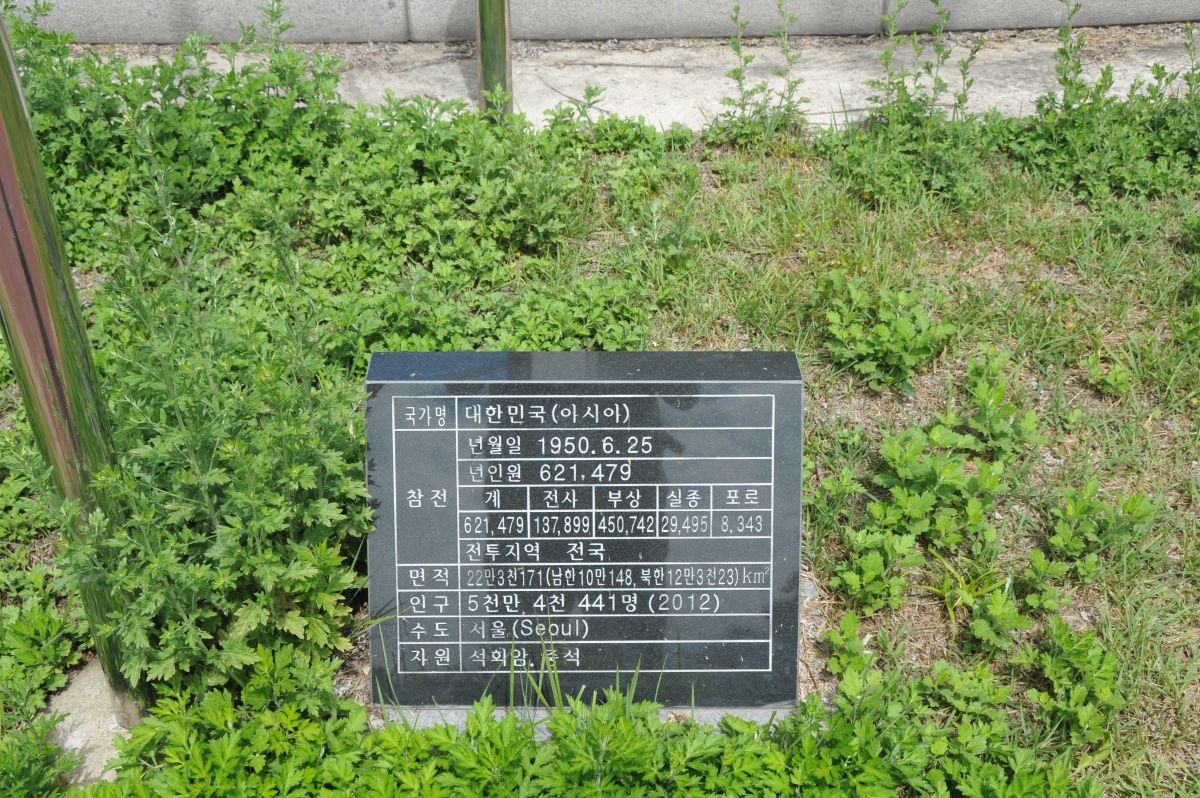 국가명 대한민국(아시아)
참전 년월일 1950.6.25
년인원 621,479
계 전사 부상 실종 포로
621,479 137,899 450,742 29,495 8,343
전투지역 전국
면적 22만3천171(남한10만148, 북한12만3천23)km²
인구 5천만, 4천 441명(2012)
수도 서울(Seoul)
자원 석회암, 중석